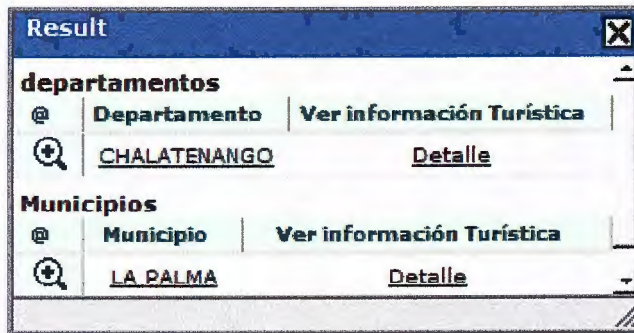 Result
departamentos
@ Departamento Ver información Turística
CHALATENANGO Detalle
Municipios
@ Municipio Ver información Turística
LA PALMA Detalle